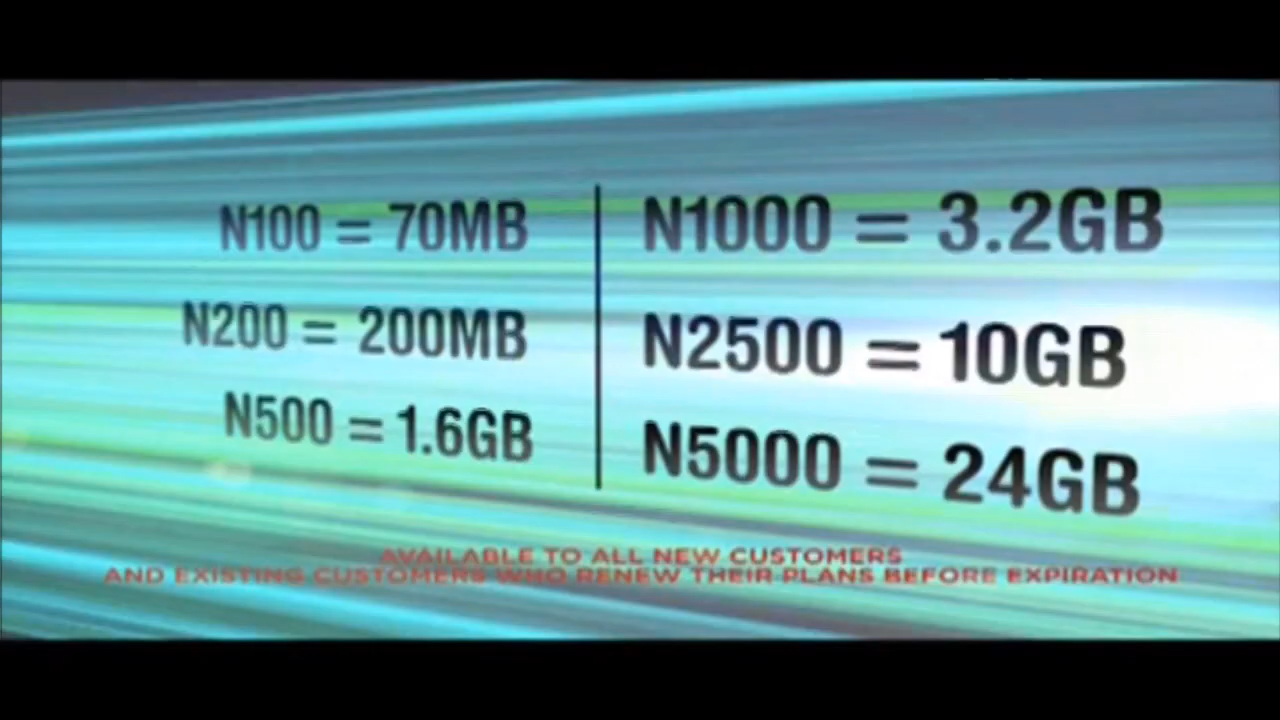 N100 = 70MB
N200 = 200MB
N500 = 1.6GB
N1000 = 3.2GB
N2500 = 10GB
N5000 = 24GB
AVAILABLE TO ALL NEW CUSTOMERS
AND EXISTING CUSTOMERS WHO RENEW THEIR PLANS BEFORE EXPIRATION